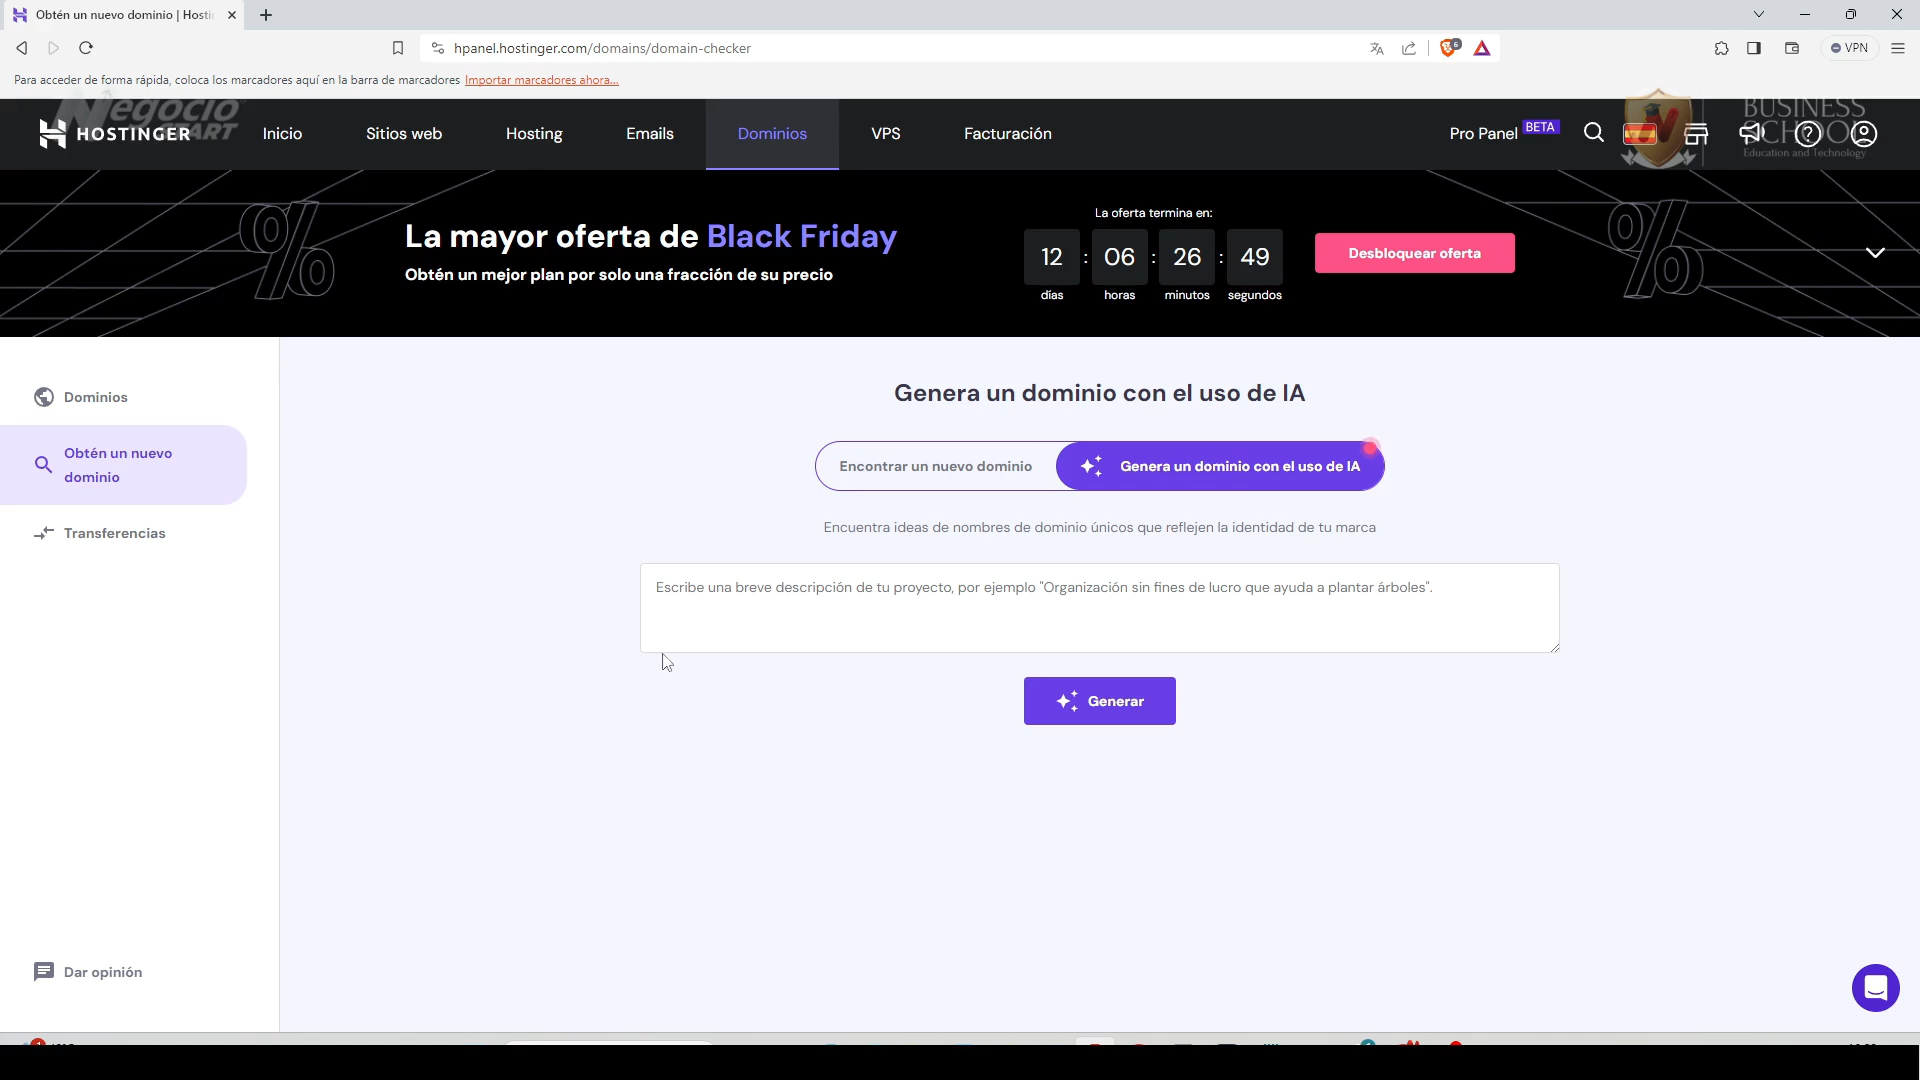 Obtén un nuevo dominio | Hosti
hpanel.hostinger.com/domains/domain-checker
6
VPN
Para acceder de forma rápida, coloca los marcadores aquí en la barra de marcadores Importar marcadores ahora...
Negocio
START
HOSTINGER
Inicio
Sitios web
Hosting
Emails
Dominios
VPS
Facturación
Pro Panel BETA
BUSINESS
SCHOOL
Education and Technology
La mayor oferta de Black Friday
Obtén un mejor plan por solo una fracción de su precio
La oferta termina en:
12 : 06 : 26 : 49
días horas minutos segundos
Desbloquear oferta
% %
Dominios
Obtén un nuevo
dominio
Transferencias
Dar opinión
Genera un dominio con el uso de IA
Encontrar un nuevo dominio
Genera un dominio con el uso de IA
Encuentra ideas de nombres de dominio únicos que reflejen la identidad de tu marca
Escribe una breve descripción de tu proyecto, por ejemplo "Organización sin fines de lucro que ayuda a plantar árboles".
Generar